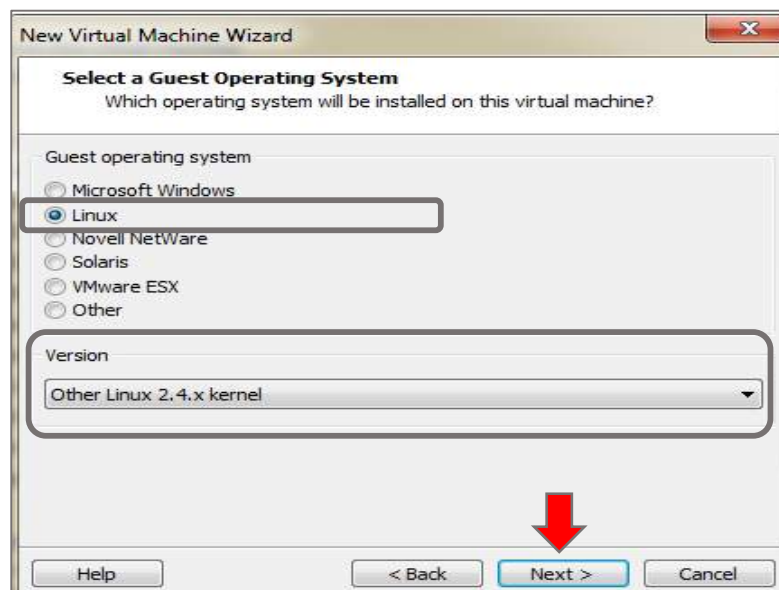 New Virtual Machine Wizard
Select a Guest Operating System
Which operating system will be installed on this virtual machine?
Guest operating system
Microsoft Windows
Linux
Novell NetWare
Solaris
VMware ESX
Other
Version
Other Linux 2.4.x kernel
Help < Back Next > Cancel